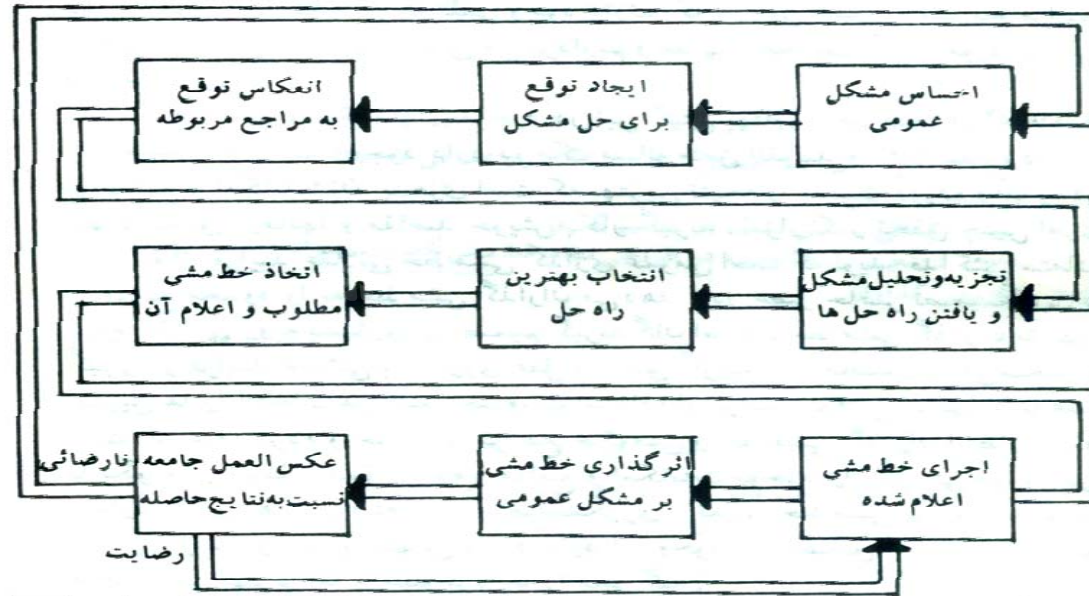 احساس مشکل
عمومی
ایجاد توقع
برای حل مشکل
انعکاس توقع
به مراجع مربوطه
تجزیه و تحلیل مشکل
و یافتن راه حل ها
انتخاب بهترین
راه حل
اتخاذ خط مشی
مطلوب و اعلام آن
اجرای خط مشی
اعلام شده
اثرگذاری خط مشی
بر مشکل عمومی
عکس العمل جامعه
نسبت به نتایج حاصله
نارضائی
رضایت